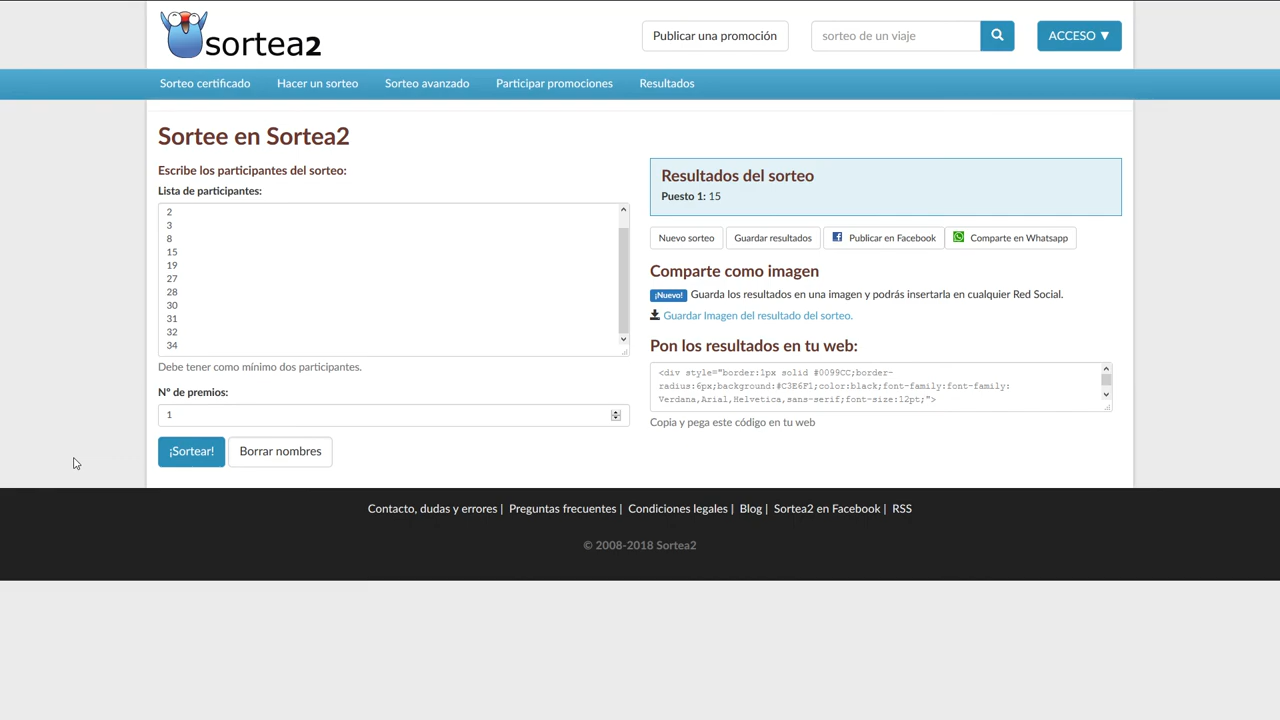 sortea2
Publicar una promoción
sorteo de un viaje
ACCESO ▼
Sorteo certificado
Hacer un sorteo
Sorteo avanzado
Participar promociones
Resultados
Sortee en Sortea2
Escribe los participantes del sorteo:
Lista de participantes:
2
3
8
15
19
27
28
30
31
32
34
Debe tener como mínimo dos participantes.
Nº de premios:
1
¡Sortear!
Borrar nombres
Resultados del sorteo
Puesto 1: 15
Nuevo sorteo
Guardar resultados
Publicar en Facebook
Comparte en Whatsapp
Comparte como imagen
¡Nuevo! Guarda los resultados en una imagen y podrás insertarla en cualquier Red Social.
Guardar Imagen del resultado del sorteo.
Pon los resultados en tu web:
<div style="border:1px solid #0099CC;border-
radius:6px;background:#C3E6F1;color:black;font-family:font-family:
Verdana,Arial,Helvetica,sans-serif;font-size:12pt;">
Copia y pega este código en tu web
Contacto, dudas y errores | Preguntas frecuentes | Condiciones legales | Blog | Sortea2 en Facebook | RSS
© 2008-2018 Sortea2